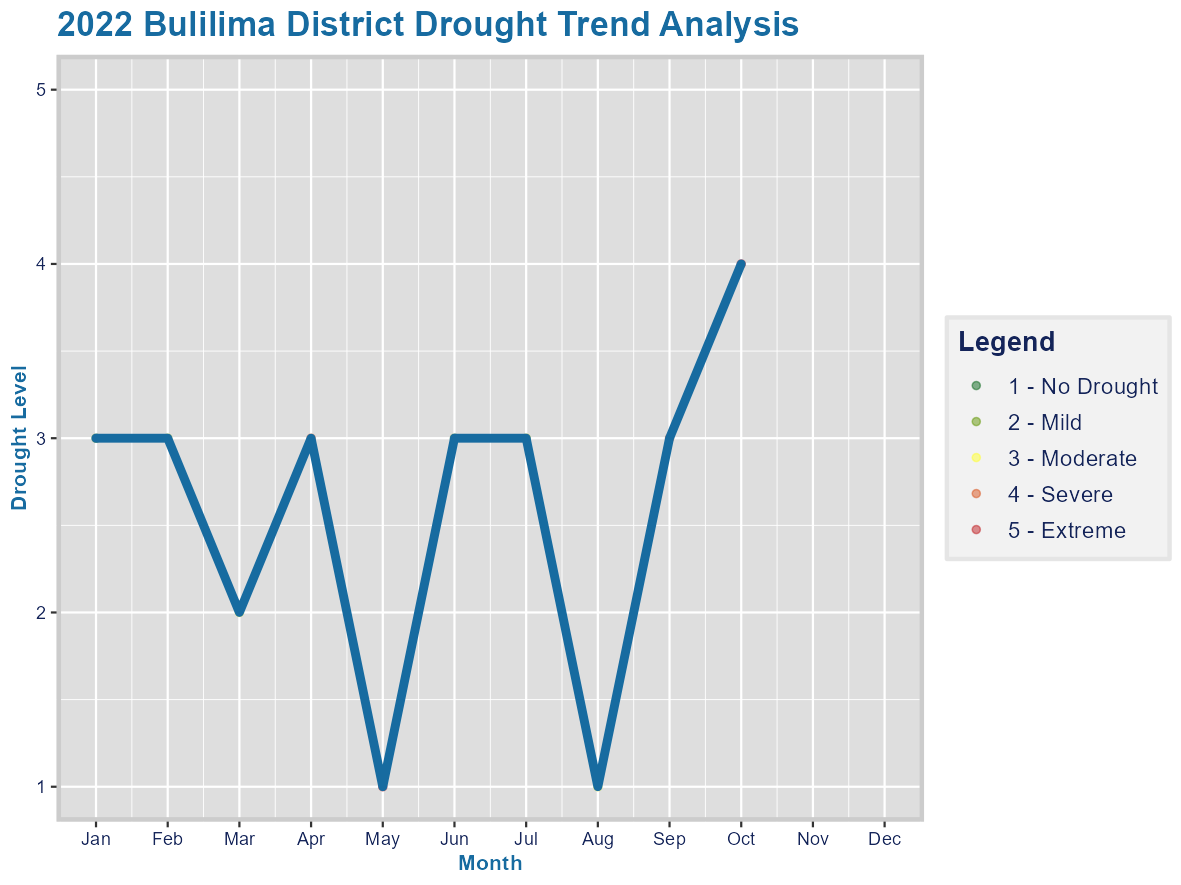 2022 Bulilima District Drought Trend Analysis
5
4
3
2
1
Drought Level
Jan Feb Mar Apr May Jun Jul Aug Sep Oct Nov Dec
Month
Legend
1 - No Drought
2 - Mild
3 - Moderate
4 - Severe
5 - Extreme